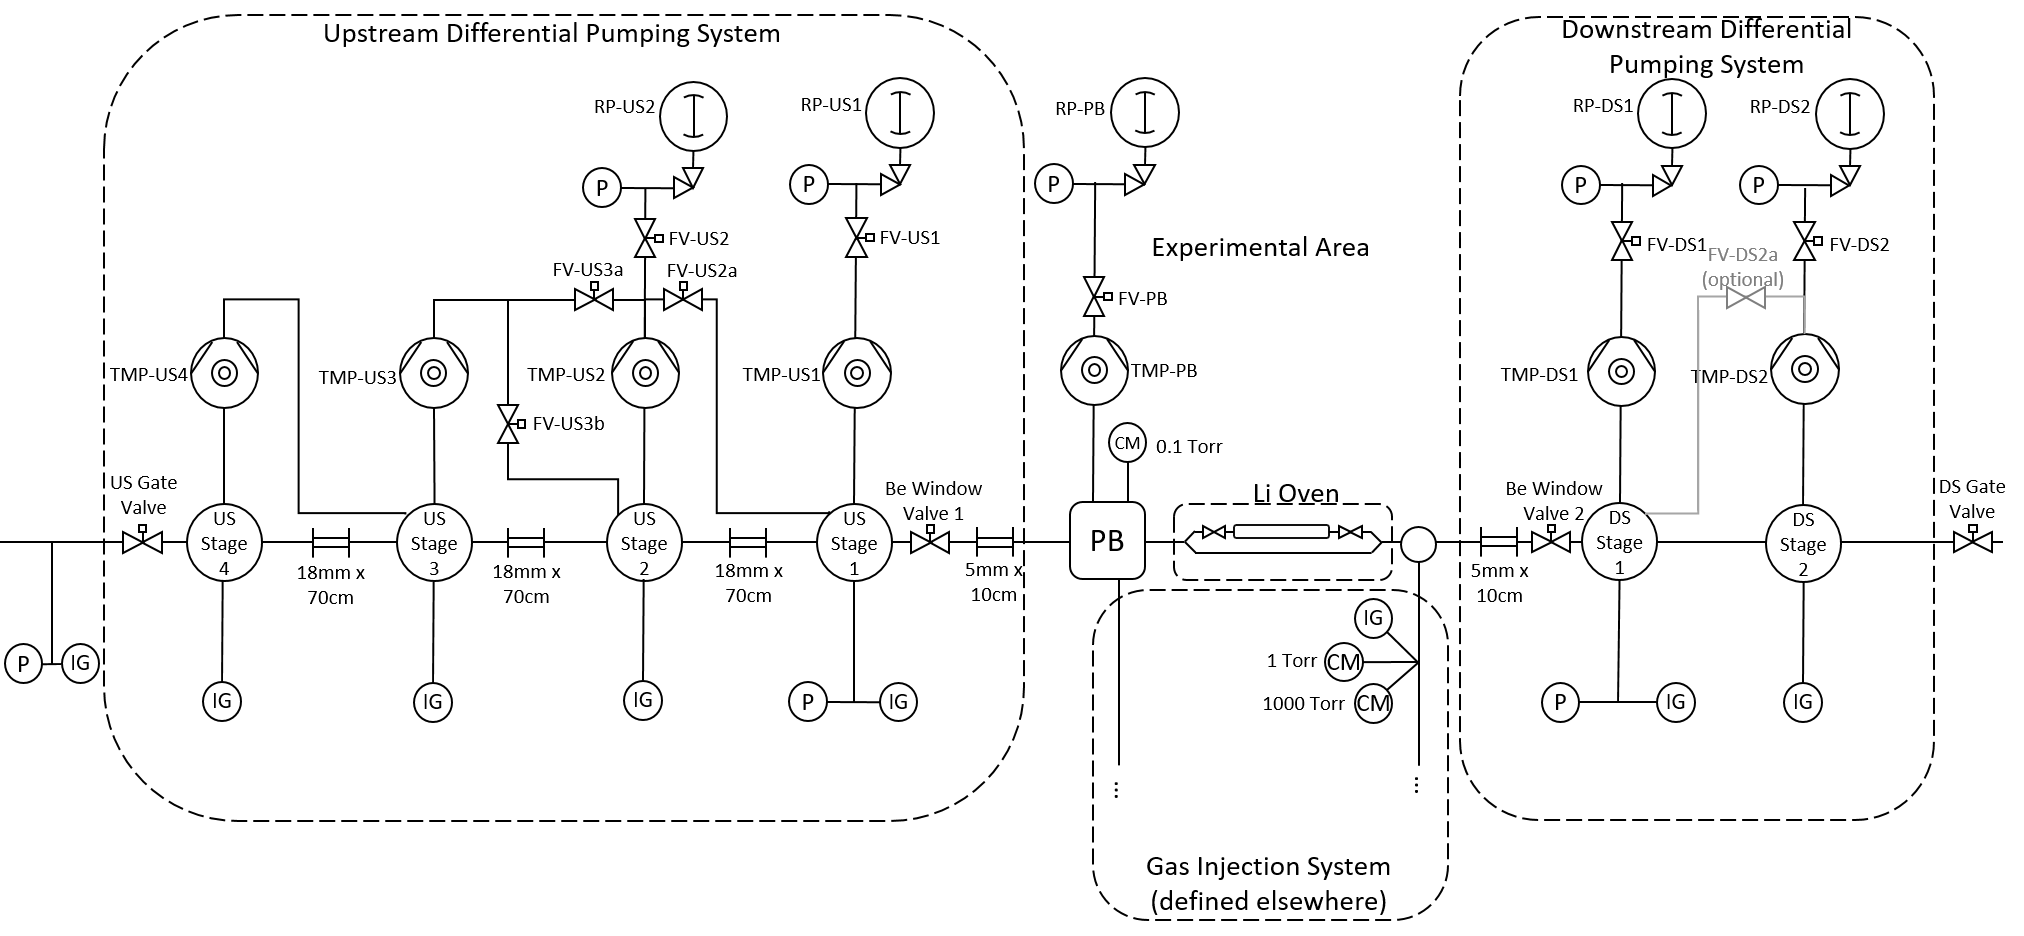 Upstream Differential Pumping System
Downstream Differential
Pumping System
RP-US2
RP-US1
RP-PB
RP-DS1
RP-DS2
P
P
P
P
P
FV-US2
FV-US1
Experimental Area
FV-DS1
FV-DS2
FV-US3a
FV-US2a
FV-DS2a
(optional)
FV-PB
TMP-US4
TMP-US3
TMP-US2
TMP-US1
TMP-PB
TMP-DS1
TMP-DS2
FV-US3b
CM
0.1 Torr
US Gate
Valve
US
Stage
4
US
Stage
3
US
Stage
2
US
Stage
1
Be Window
Valve 1
PB
Li Oven
Be Window
Valve 2
DS
Stage
1
DS
Stage
2
DS Gate
Valve
18mm x
70cm
18mm x
70cm
18mm x
70cm
5mm x
10cm
5mm x
10cm
P
IG
IG
IG
IG
P
IG
IG
1 Torr
CM
1000 Torr
CM
P
IG
IG
...
...
Gas Injection System
(defined elsewhere)